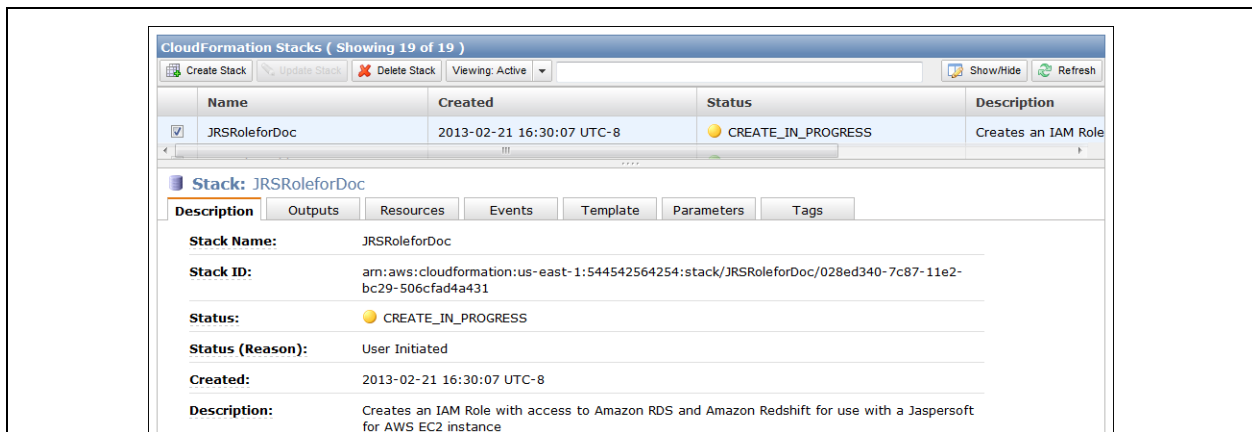 CloudFormation Stacks ( Showing 19 of 19 )
Create Stack Update Stack Delete Stack Viewing: Active Show/Hide Refresh
Name Created Status Description
JRSRoleforDoc 2013-02-21 16:30:07 UTC-8 CREATE_IN_PROGRESS Creates an IAM Role
Stack: JRSRoleforDoc
Description Outputs Resources Events Template Parameters Tags
Stack Name: JRSRoleforDoc
Stack ID: arn:aws:cloudformation:us-east-1:544542564254:stack/JRSRoleforDoc/028ed340-7c87-11e2-
bc29-506cfad4a431
Status: CREATE_IN_PROGRESS
Status (Reason): User Initiated
Created: 2013-02-21 16:30:07 UTC-8
Description: Creates an IAM Role with access to Amazon RDS and Amazon Redshift for use with a Jaspersoft
for AWS EC2 instance